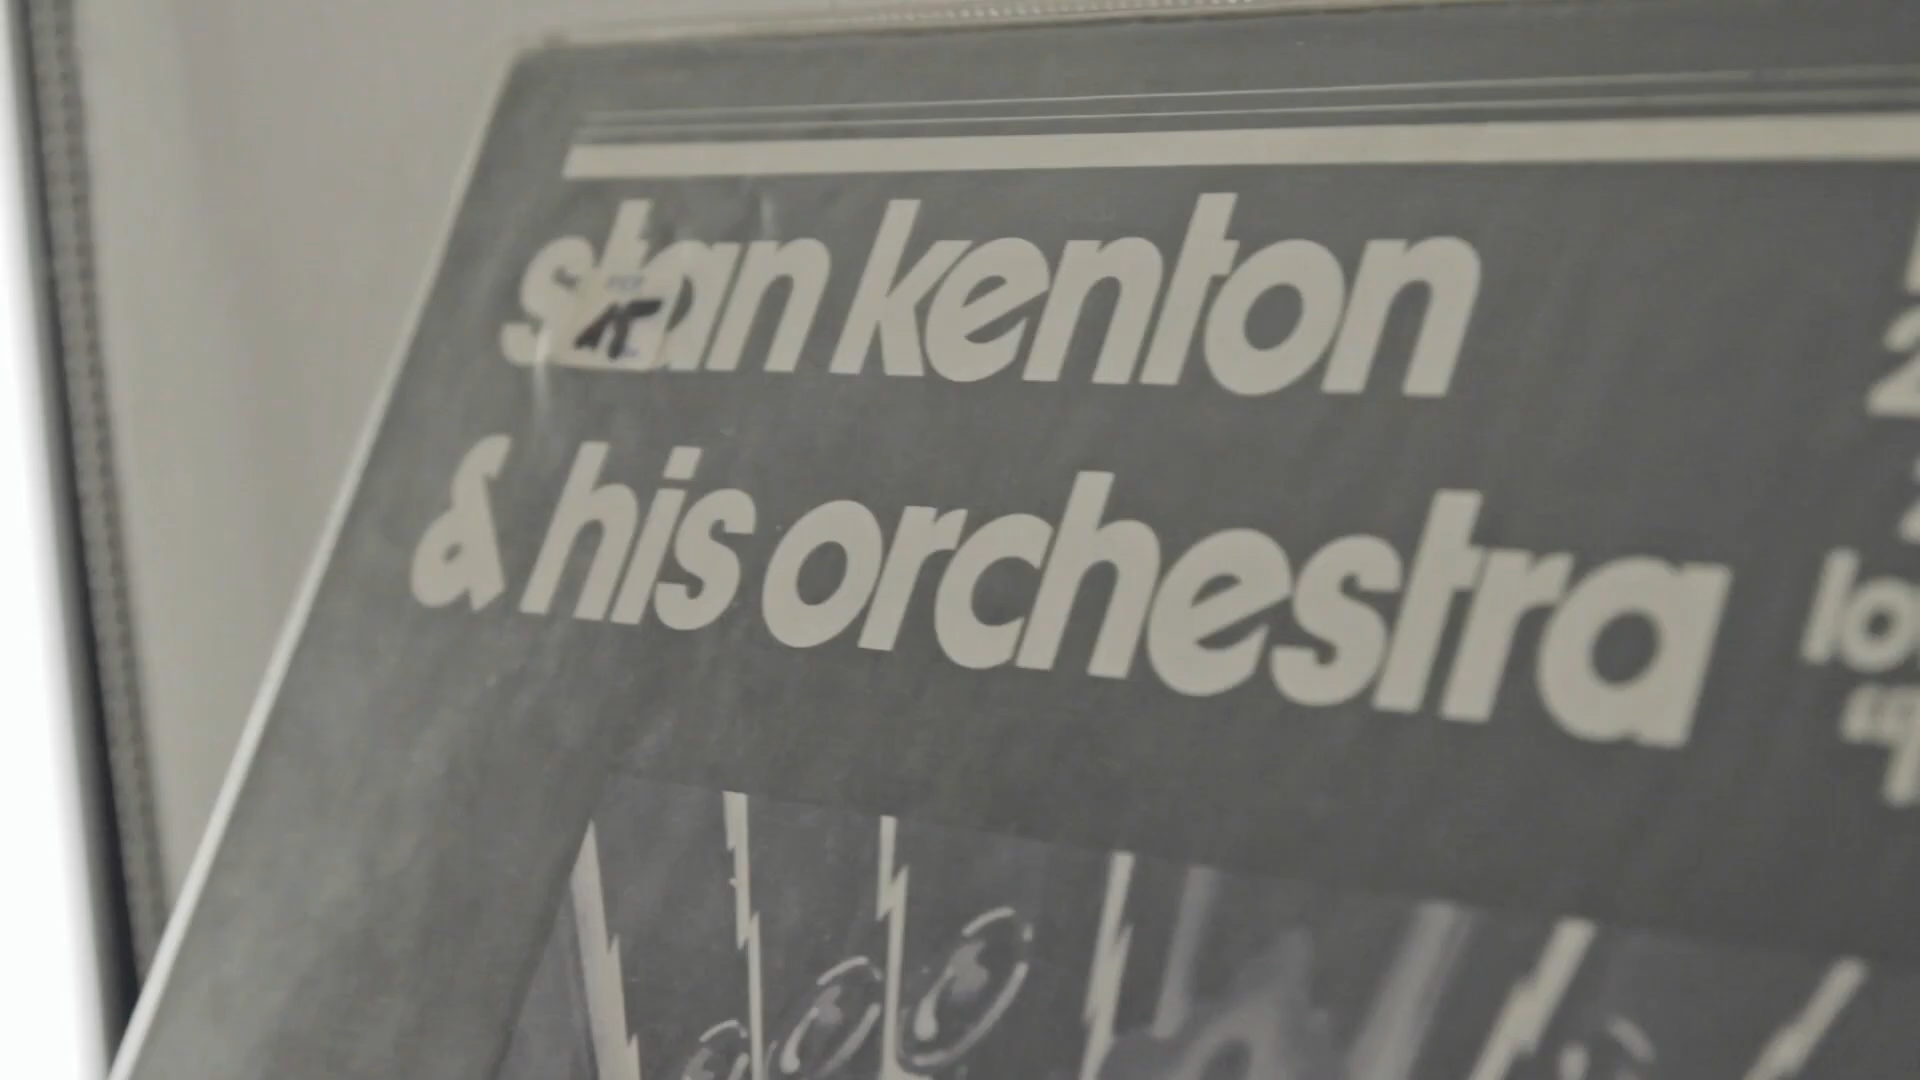 stan kenton
& his orchestra